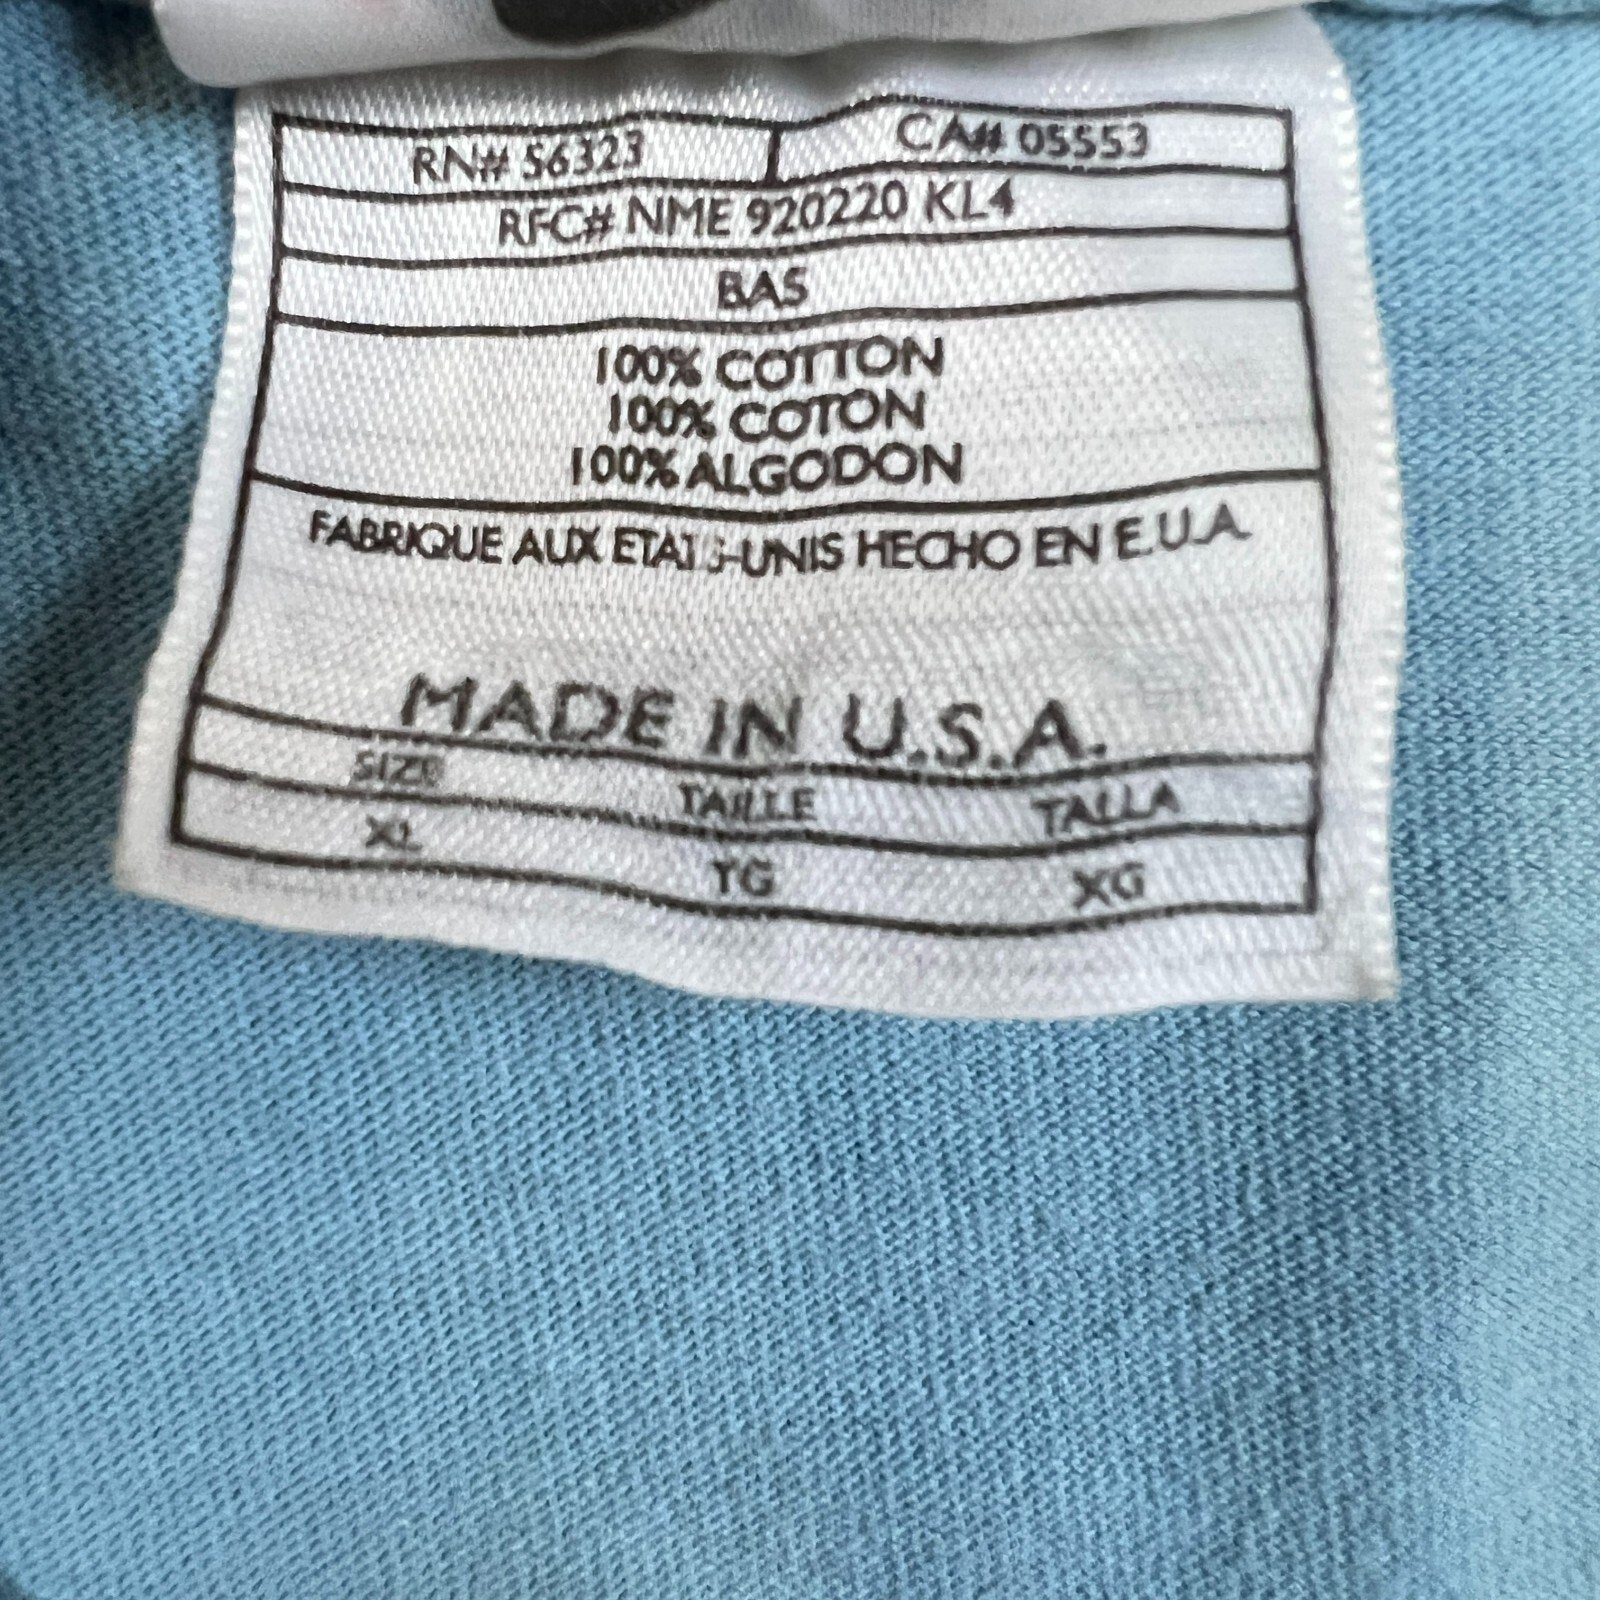 RN# 56323 CA# 05553
RFC# NME 920220 KL4
BAS
100% COTTON
100% COTON
100% ALGODON
FABRIQUE AUX ETATS-UNIS HECHO EN E.U.A.
MADE IN U.S.A.
SIZE TAILLE TALLA
XL TG XG